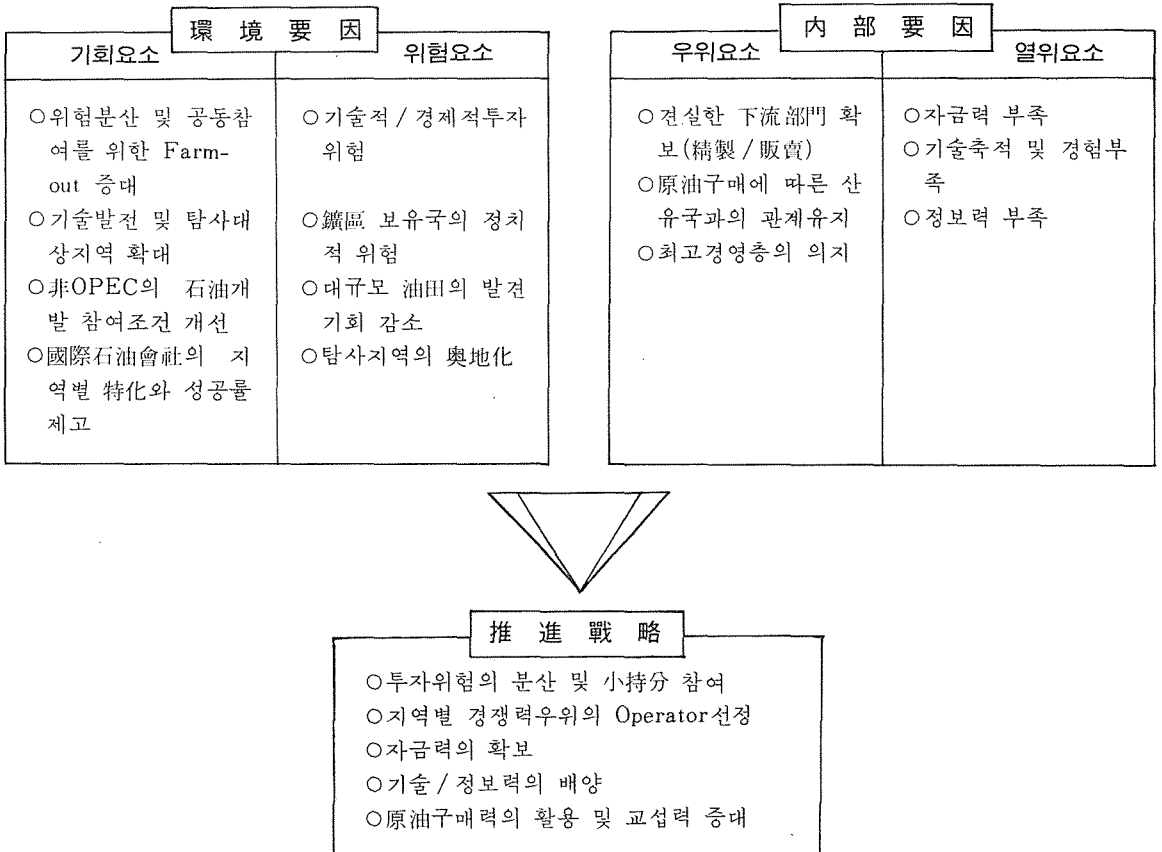 環 境 要 因
기회요소
위험요소
○위험분산 및 공동참
여를 위한 Farm-
out 증대
○기술발전 및 탐사대
상지역 확대
○非OPEC의 石油개
발 참여조건 개선
○國際石油會社의 지
역별 特化와 성공률
제고
○기술적/경제적투자
위험
○鑛區 보유국의 정치
적 위험
○대규모 油田의 발견
기회 감소
○탐사지역의 奧地化
内 部 要 因
우위요소
열위요소
○견실한 下流部門 확
보(精製/販賣)
○原油구매에 따른 산
유국과의 관계유지
○최고경영층의 의지
○자금력 부족
○기술축적 및 경험부
족
○정보력 부족
推 進 戰 略
○투자위험의 분산 및 小持分 참여
○지역별 경쟁력우위의 Operator선정
○자금력의 확보
○기술/정보력의 배양
○原油구매력의 활용 및 교섭력 증대